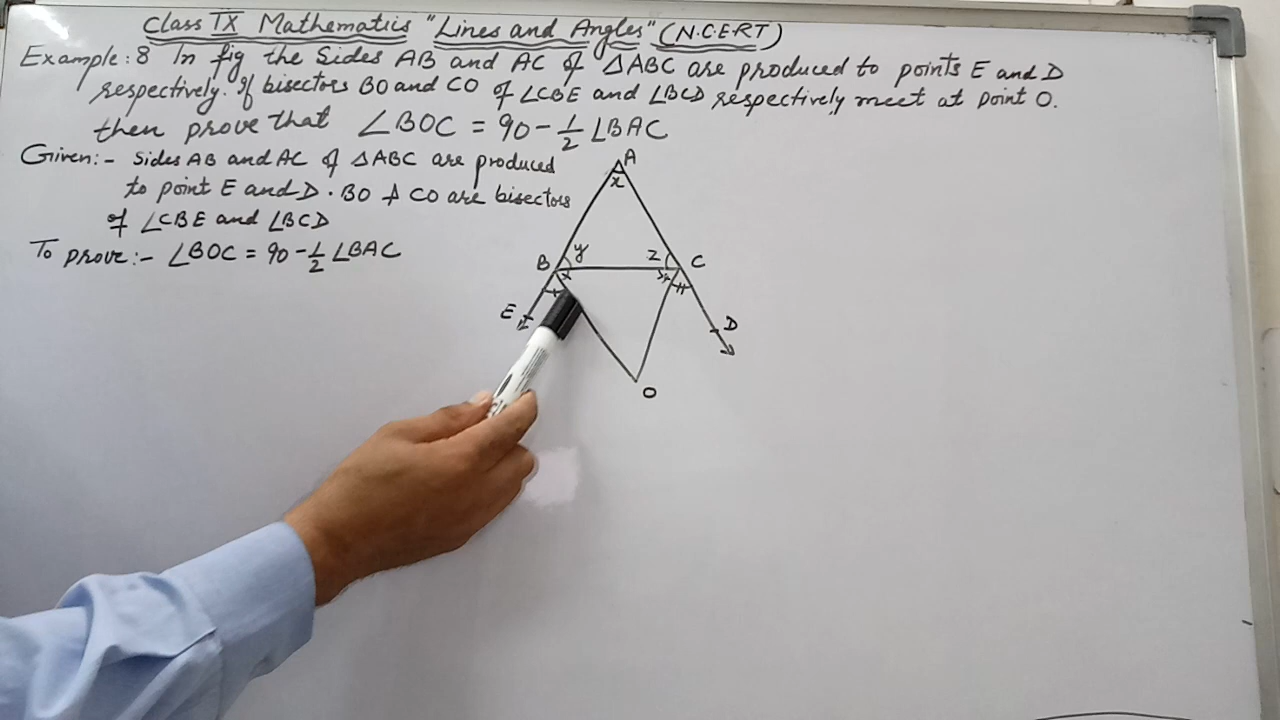 Class IX Mathematics "Lines and Angles" (N.C.E.R.T)
Example: 8 In fig the Sides AB and AC of △ABC are produced to points E and D
respectively. If bisectors BO and CO of ∠CBE and ∠BCD respectively meet at point O.
then prove that ∠BOC = 90 - 1/2 ∠BAC
Given:- Sides AB and AC of △ABC are produced
to point E and D. BO & CO are bisectors
of ∠CBE and ∠BCD
To prove:- ∠BOC = 90 - 1/2 ∠BAC
A
x
y
z
B
C
E
D
O